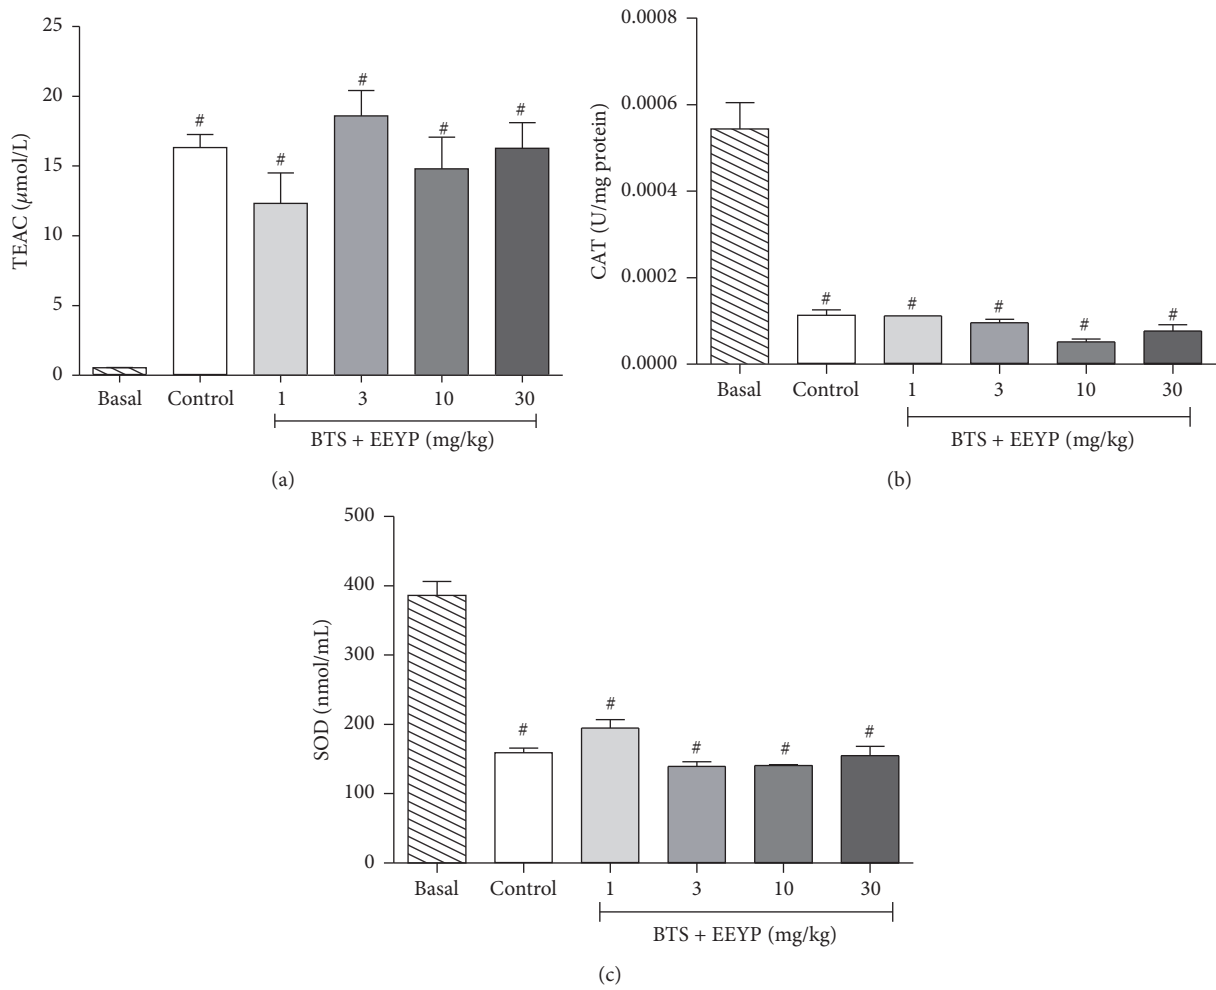 25
20
15
10
5
0
TEAC (μmol/L)
#
#
#
#
#
Basal Control 1 3 10 30
BTS + EEYP (mg/kg)
(a)
0.0008
0.0006
0.0004
0.0002
0.0000
CAT (U/mg protein)
#
#
#
#
#
Basal Control 1 3 10 30
BTS + EEYP (mg/kg)
(b)
500
400
300
200
100
0
SOD (nmol/mL)
#
#
#
#
#
Basal Control 1 3 10 30
BTS + EEYP (mg/kg)
(c)